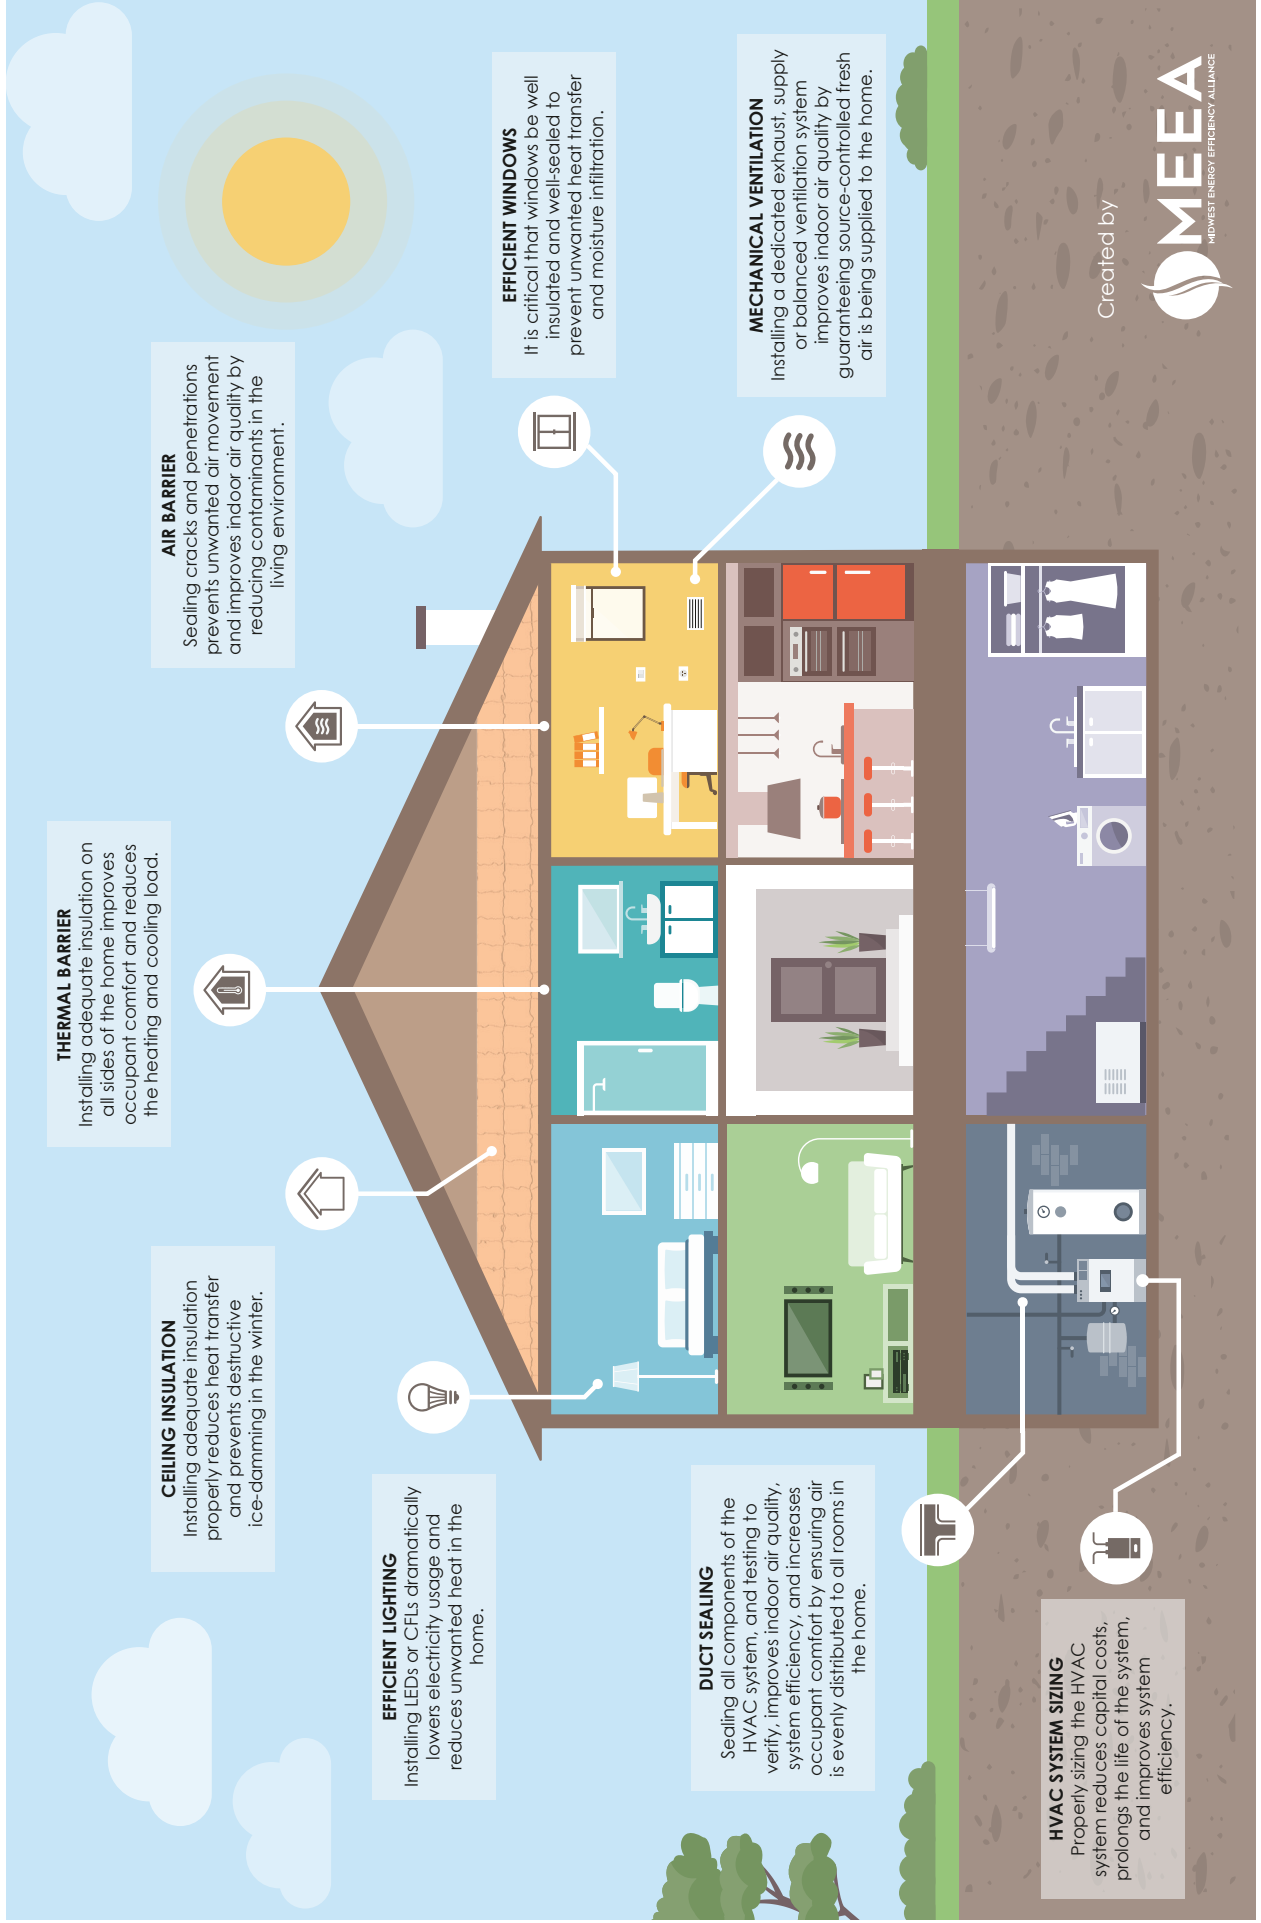 THERMAL BARRIER
Installing adequate insulation on
all sides of the home improves
occupant comfort and reduces
the heating and cooling load.
CEILING INSULATION
Installing adequate insulation
properly reduces heat transfer
and prevents destructive
ice-damming in the winter.
AIR BARRIER
Sealing cracks and penetrations
prevents unwanted air movement
and improves indoor air quality by
reducing contaminants in the
living environment.
EFFICIENT LIGHTING
Installing LEDs or CFLs dramatically
lowers electricity usage and
reduces unwanted heat in the
home.
EFFICIENT WINDOWS
It is critical that windows be well
insulated and well-sealed to
prevent unwanted heat transfer
and moisture infiltration.
DUCT SEALING
Sealing all components of the
HVAC system, and testing to
verify, improves indoor air quality,
system efficiency, and increases
occupant comfort by ensuring air
is evenly distributed to all rooms in
the home.
MECHANICAL VENTILATION
Installing a dedicated exhaust, supply
or balanced ventilation system
improves indoor air quality by
guaranteeing source-controlled fresh
air is being supplied to the home.
HVAC SYSTEM SIZING
Properly sizing the HVAC
system reduces capital costs,
prolongs the life of the system,
and improves system
efficiency.
Created by
MEEA
MIDWEST ENERGY EFFICIENCY ALLIANCE